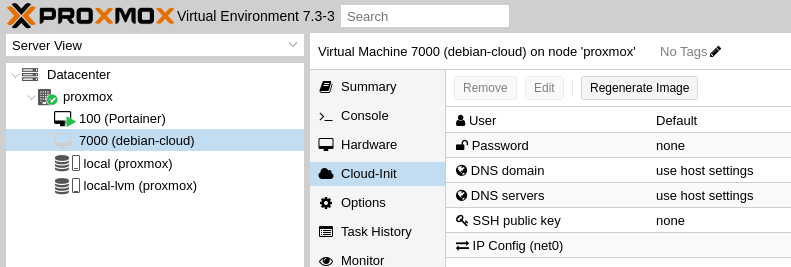 PROXMOX Virtual Environment 7.3-3 Search
Server View
Datacenter
proxmox
100 (Portainer)
7000 (debian-cloud)
local (proxmox)
local-lvm (proxmox)
Virtual Machine 7000 (debian-cloud) on node 'proxmox' No Tags
Summary
Console
Hardware
Cloud-Init
Options
Task History
Monitor
Remove Edit Regenerate Image
User Default
Password none
DNS domain use host settings
DNS servers use host settings
SSH public key none
IP Config (net0)